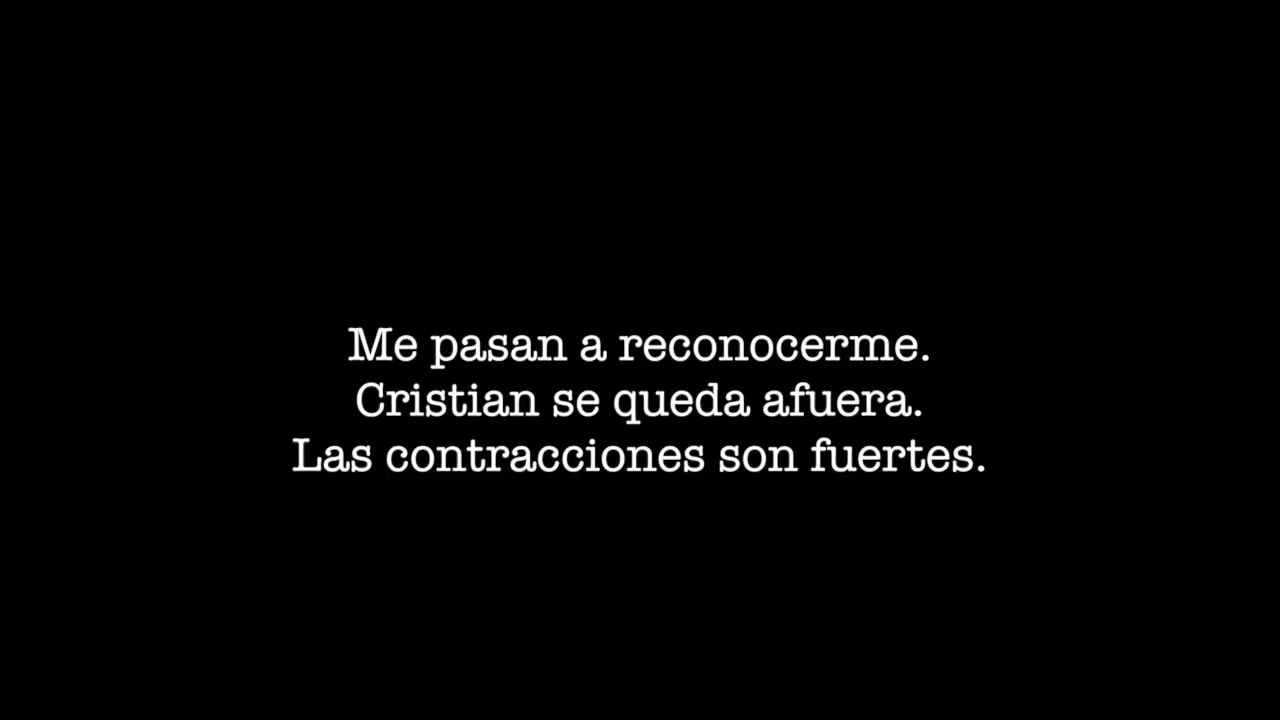 Me pasan a reconocerme.
Cristian se queda afuera.
Las contracciones son fuertes.